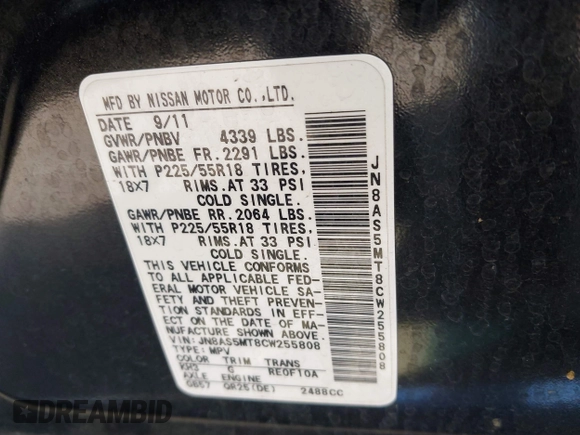 MFD BY NISSAN MOTOR CO.,LTD.
DATE 9/11
GVWR/PNBV 4339 LBS.
GAWR/PNBE FR. 2291 LBS.
WITH P225/55R18 TIRES,
18X7 RIMS. AT 33 PSI
COLD SINGLE.
GAWR/PNBE RR. 2064 LBS.
WITH P225/55R18 TIRES,
18X7 RIMS. AT 33 PSI
COLD SINGLE.
THIS VEHICLE CONFORMS
TO ALL APPLICABLE FED-
ERAL MOTOR VEHICLE SA-
FETY AND THEFT PREVEN-
TION STANDARDS IN EFF-
ECT ON THE DATE OF MA-
NUFACTURE SHOWN ABOVE.
VIN:JN8AS5MT8CW255808
TYPE: MPV
COLOR TRIM TRANS
KH3 G RE0F10A
AXLE ENGINE
GB57 QR25(DE) 2488CC
JN8AS5MT8CW255808
DREAMBID